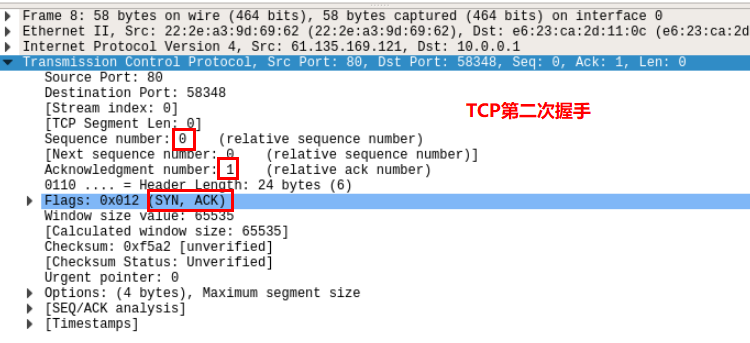 Frame 8: 58 bytes on wire (464 bits), 58 bytes captured (464 bits) on interface 0
Ethernet II, Src: 22:2e:a3:9d:69:62 (22:2e:a3:9d:69:62), Dst: e6:23:ca:2d:11:0c (e6:23:ca:2d
Internet Protocol Version 4, Src: 61.135.169.121, Dst: 10.0.0.1
Transmission Control Protocol, Src Port: 80, Dst Port: 58348, Seq: 0, Ack: 1, Len: 0
Source Port: 80
Destination Port: 58348
[Stream index: 0]
TCP第二次握手
[TCP Segment Len: 0]
Sequence number: 0 (relative sequence number)
[Next sequence number: 0 (relative sequence number)]
Acknowledgment number: 1 (relative ack number)
0110 .... = Header Length: 24 bytes (6)
Flags: 0x012 (SYN, ACK)
Window size value: 65535
[Calculated window size: 65535]
Checksum: 0xf5a2 [unverified]
[Checksum Status: Unverified]
Urgent pointer: 0
Options: (4 bytes), Maximum segment size
[SEQ/ACK analysis]
[Timestamps]